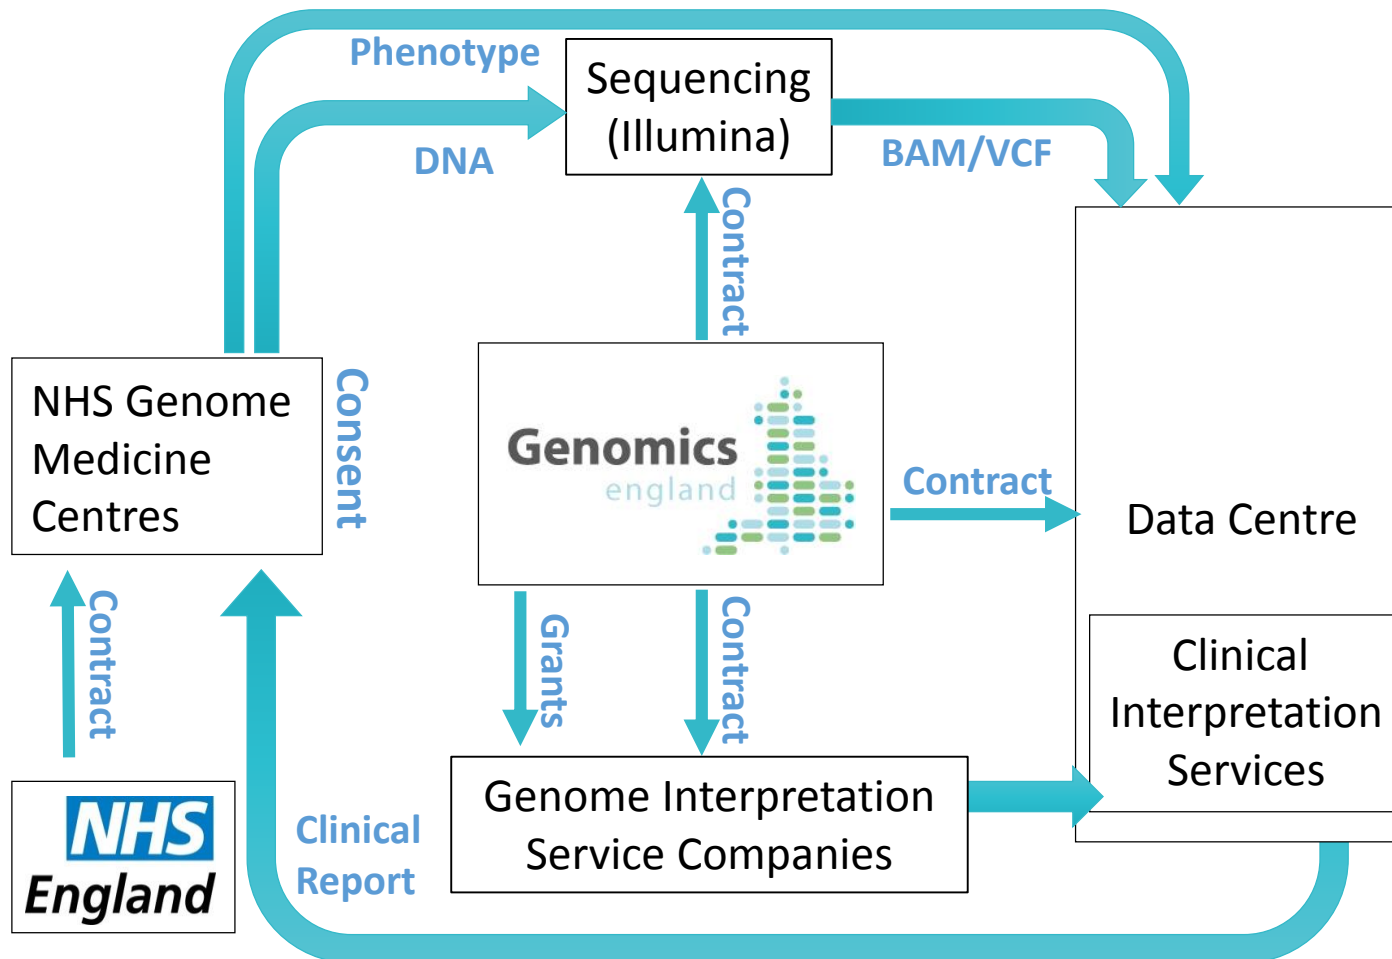 Phenotype
Sequencing
(Illumina)
DNA
BAM/VCF
Contract
NHS Genome
Medicine
Centres
Consent
Genomics
england
Contract
Data Centre
Contract
Grants
Contract
Clinical
Interpretation
Services
Genome Interpretation
Service Companies
NHS
England
Clinical
Report